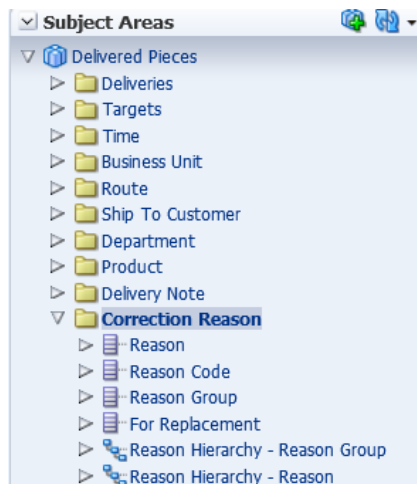 Subject Areas
Delivered Pieces
Deliveries
Targets
Time
Business Unit
Route
Ship To Customer
Department
Product
Delivery Note
Correction Reason
Reason
Reason Code
Reason Group
For Replacement
Reason Hierarchy - Reason Group
Reason Hierarchy - Reason